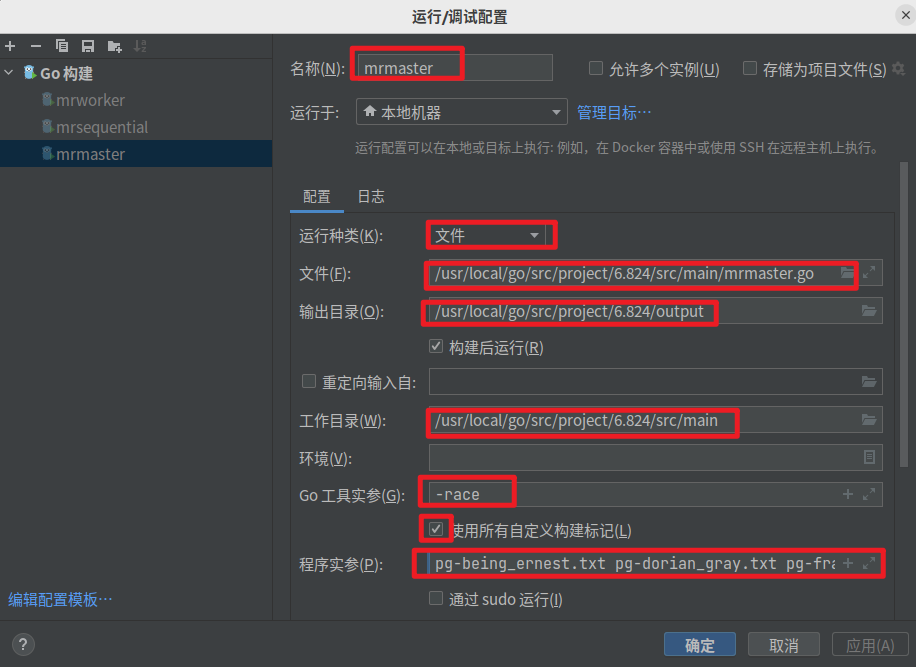 运行/调试配置
Go 构建
mrworker
mrsequential
mrmaster
名称(N): mrmaster 允许多个实例(U) 存储为项目文件(S)
运行于: 本地机器 管理目标…
运行配置可以在本地或目标上执行: 例如，在 Docker 容器中或使用 SSH 在远程主机上执行。
配置 日志
运行种类(K): 文件
文件(F): /usr/local/go/src/project/6.824/src/main/mrmaster.go
输出目录(O): /usr/local/go/src/project/6.824/output
构建后运行(R)
重定向输入自:
工作目录(W): /usr/local/go/src/project/6.824/src/main
环境(V):
Go 工具实参(G): -race
使用所有自定义构建标记(L)
程序实参(P): pg-being_ernest.txt pg-dorian_gray.txt pg-fra
通过 sudo 运行(I)
编辑配置模板…
? 确定 取消 应用(A)